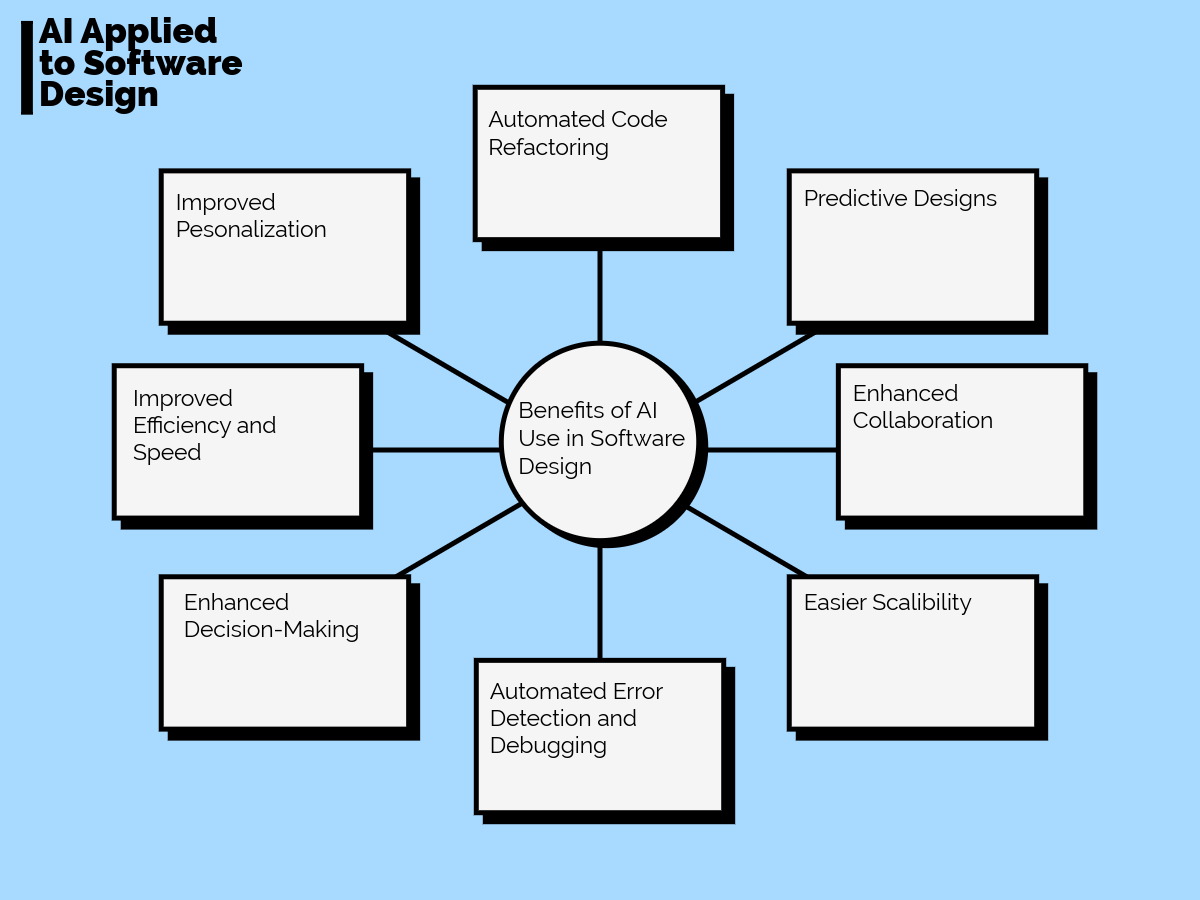 AI Applied
to Software
Design
Automated Code
Refactoring
Improved
Pesonalization
Predictive Designs
Improved
Efficiency and
Speed
Benefits of AI
Use in Software
Design
Enhanced
Collaboration
Enhanced
Decision-Making
Easier Scalibility
Automated Error
Detection and
Debugging